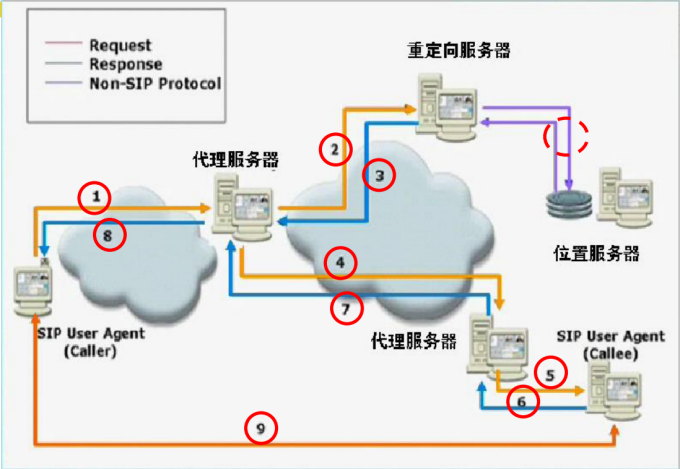 Request
Response
Non-SIP Protocol
重定向服务器
代理服务器
2
3
1
8
位置服务器
4
7
SIP User Agent
(Caller)
代理服务器
SIP User Agent
(Callee)
5
6
9